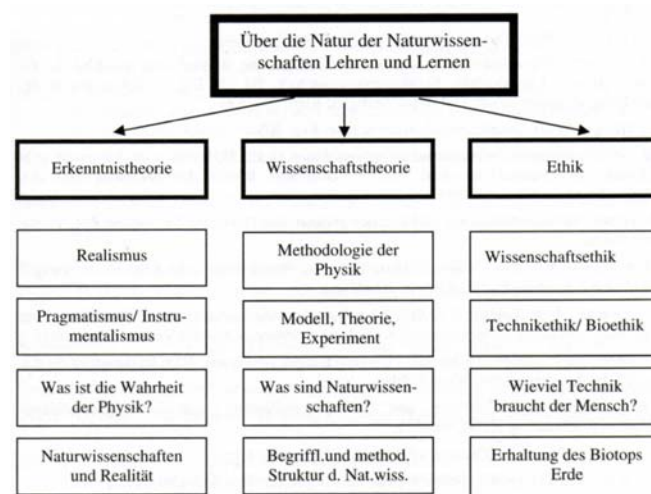 Über die Natur der Naturwissen-
schaften Lehren und Lernen
Erkenntnistheorie
Wissenschaftstheorie
Ethik
Realismus
Methodologie der
Physik
Wissenschaftsethik
Pragmatismus/ Instru-
mentalismus
Modell, Theorie,
Experiment
Technikethik/ Bioethik
Was ist die Wahrheit
der Physik?
Was sind Naturwissen-
schaften?
Wieviel Technik
braucht der Mensch?
Naturwissenschaften
und Realität
Begriffl.und method.
Struktur d. Nat.wiss.
Erhaltung des Biotops
Erde